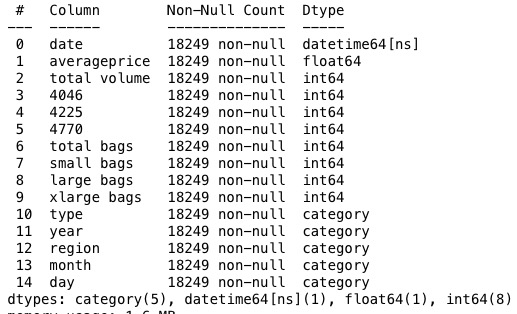 #   Column        Non-Null Count  Dtype
---  ------        --------------  -----
0   date          18249 non-null  datetime64[ns]
1   averageprice  18249 non-null  float64
2   total volume  18249 non-null  int64
3   4046          18249 non-null  int64
4   4225          18249 non-null  int64
5   4770          18249 non-null  int64
6   total bags    18249 non-null  int64
7   small bags    18249 non-null  int64
8   large bags    18249 non-null  int64
9   xlarge bags   18249 non-null  int64
10  type          18249 non-null  category
11  year          18249 non-null  category
12  region        18249 non-null  category
13  month         18249 non-null  category
14  day           18249 non-null  category
dtypes: category(5), datetime64[ns](1), float64(1), int64(8)
memory usage: 1.6 MB